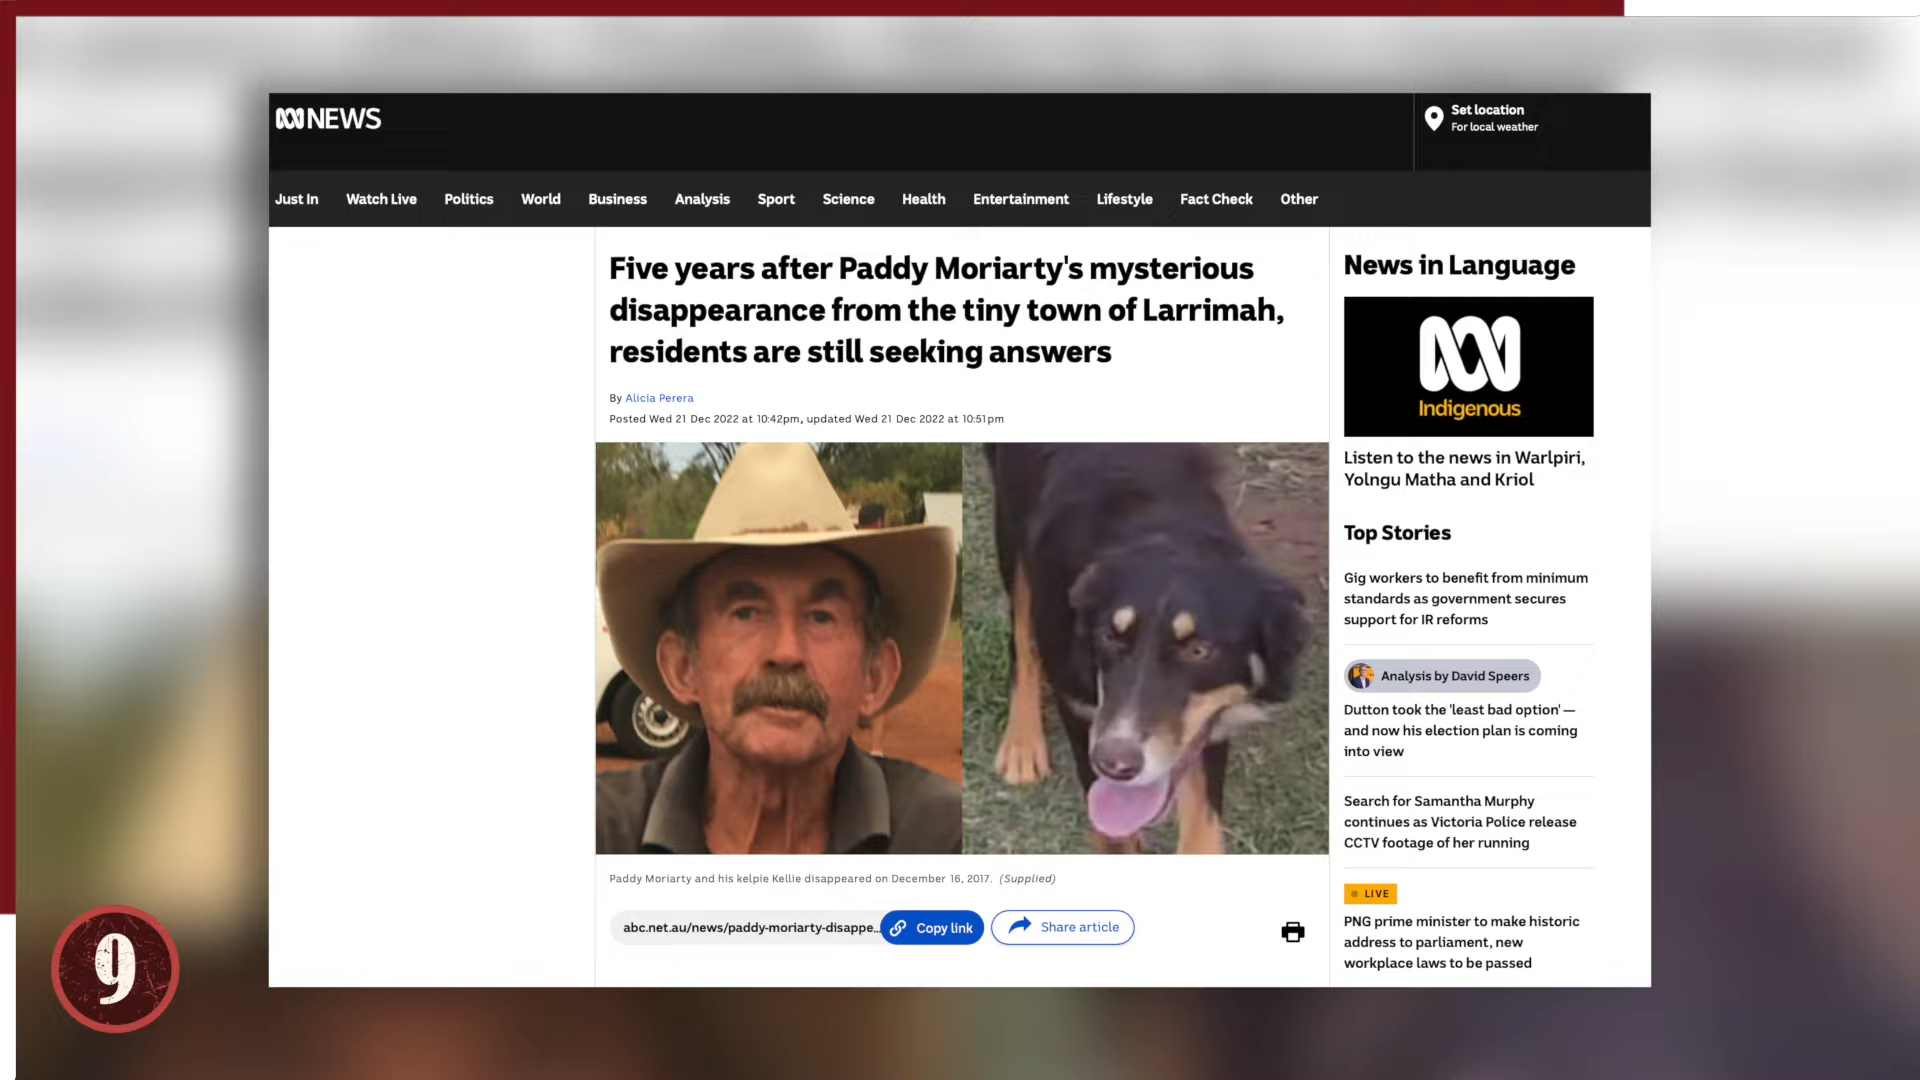 NEWS
Set location
For local weather
Just In Watch Live Politics World Business Analysis Sport Science Health Entertainment Lifestyle Fact Check Other
Five years after Paddy Moriarty's mysterious
disappearance from the tiny town of Larrimah,
residents are still seeking answers
By Alicia Perera
Posted Wed 21 Dec 2022 at 10:42pm, updated Wed 21 Dec 2022 at 10:51pm
Paddy Moriarty and his kelpie Kellie disappeared on December 16, 2017. (Supplied)
abc.net.au/news/paddy-moriarty-disappe...
Copy link
Share article
News in Language
Indigenous
Listen to the news in Warlpiri,
Yolngu Matha and Kriol
Top Stories
Gig workers to benefit from minimum
standards as government secures
support for IR reforms
Analysis by David Speers
Dutton took the 'least bad option' —
and now his election plan is coming
into view
Search for Samantha Murphy
continues as Victoria Police release
CCTV footage of her running
LIVE
PNG prime minister to make historic
address to parliament, new
workplace laws to be passed
9